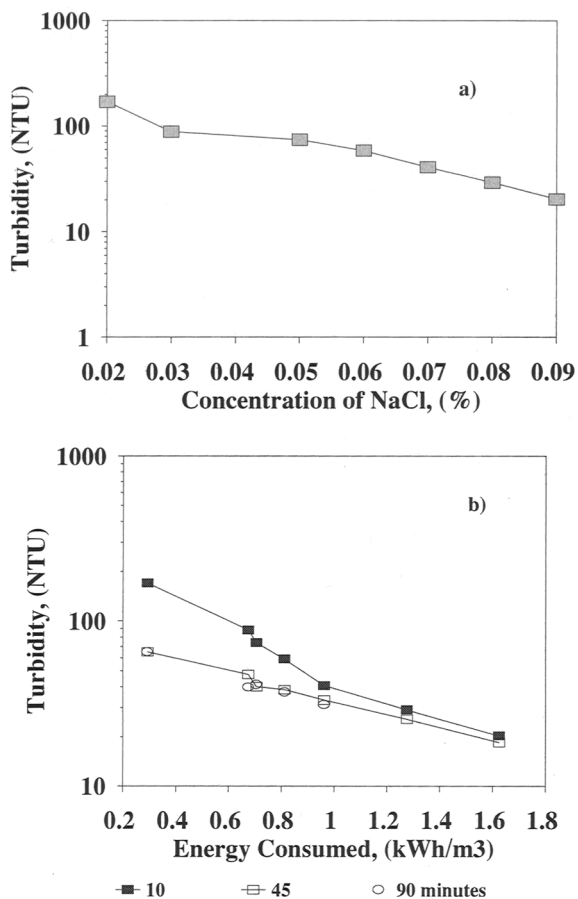 1000
a)
100
10
1
Turbidity, (NTU)
0.02 0.03 0.04 0.05 0.06 0.07 0.08 0.09
Concentration of NaCl, (%)
1000
b)
100
10
Turbidity, (NTU)
0.2 0.4 0.6 0.8 1 1.2 1.4 1.6 1.8
Energy Consumed, (kWh/m3)
10 45 90 minutes